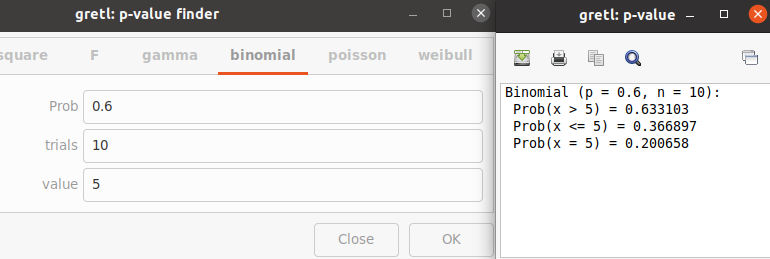 gretl: p-value finder
square F gamma binomial poisson weibull
Prob 0.6
trials 10
value 5
Close OK
gretl: p-value
Binomial (p = 0.6, n = 10):
Prob(x > 5) = 0.633103
Prob(x <= 5) = 0.366897
Prob(x = 5) = 0.200658